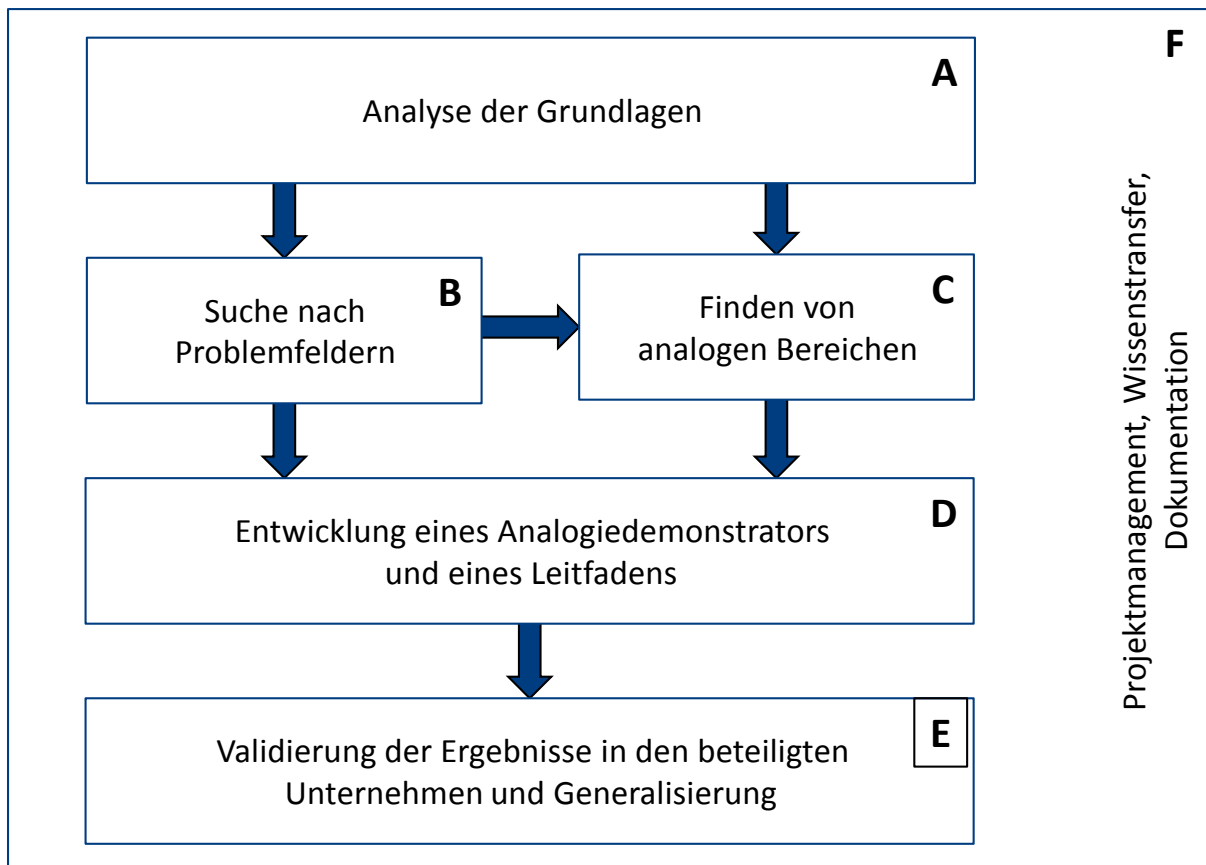 A
Analyse der Grundlagen
B
Suche nach
Problemfeldern
C
Finden von
analogen Bereichen
D
Entwicklung eines Analogiedemonstrators
und eines Leitfadens
E
Validierung der Ergebnisse in den beteiligten
Unternehmen und Generalisierung
F
Projektmanagement, Wissenstransfer,
Dokumentation